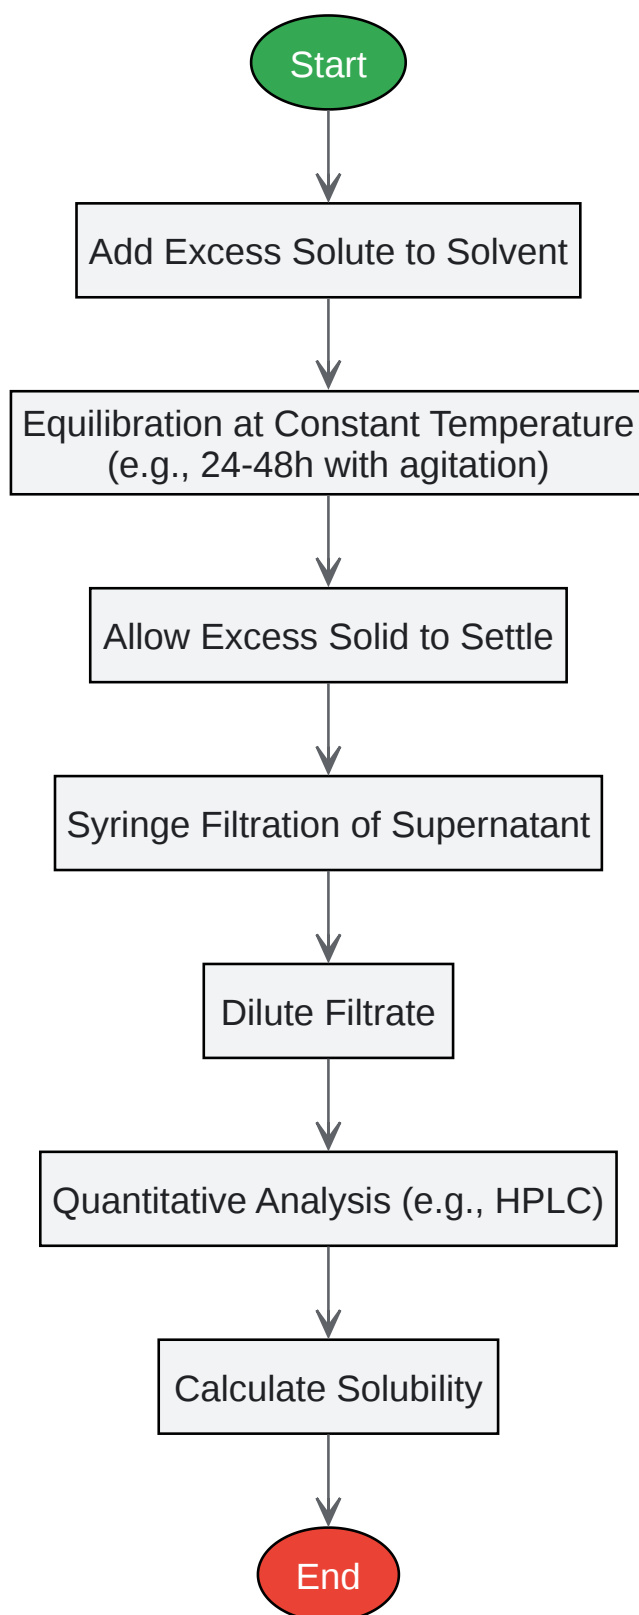 Start
Add Excess Solute to Solvent
Equilibration at Constant Temperature
(e.g., 24-48h with agitation)
Allow Excess Solid to Settle
Syringe Filtration of Supernatant
Dilute Filtrate
Quantitative Analysis (e.g., HPLC)
Calculate Solubility
End